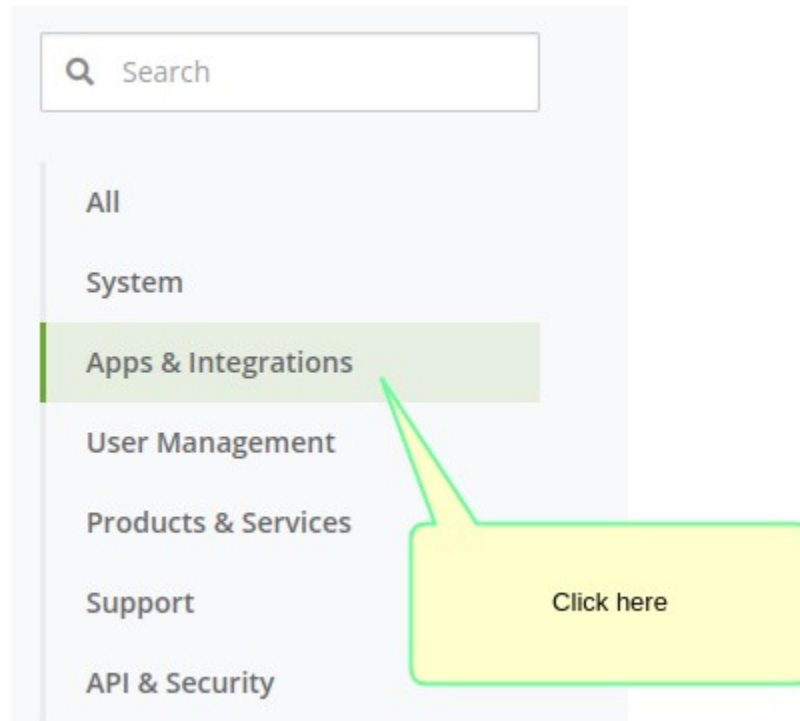 Search
All
System
Apps & Integrations
User Management
Products & Services
Support
Click here
API & Security